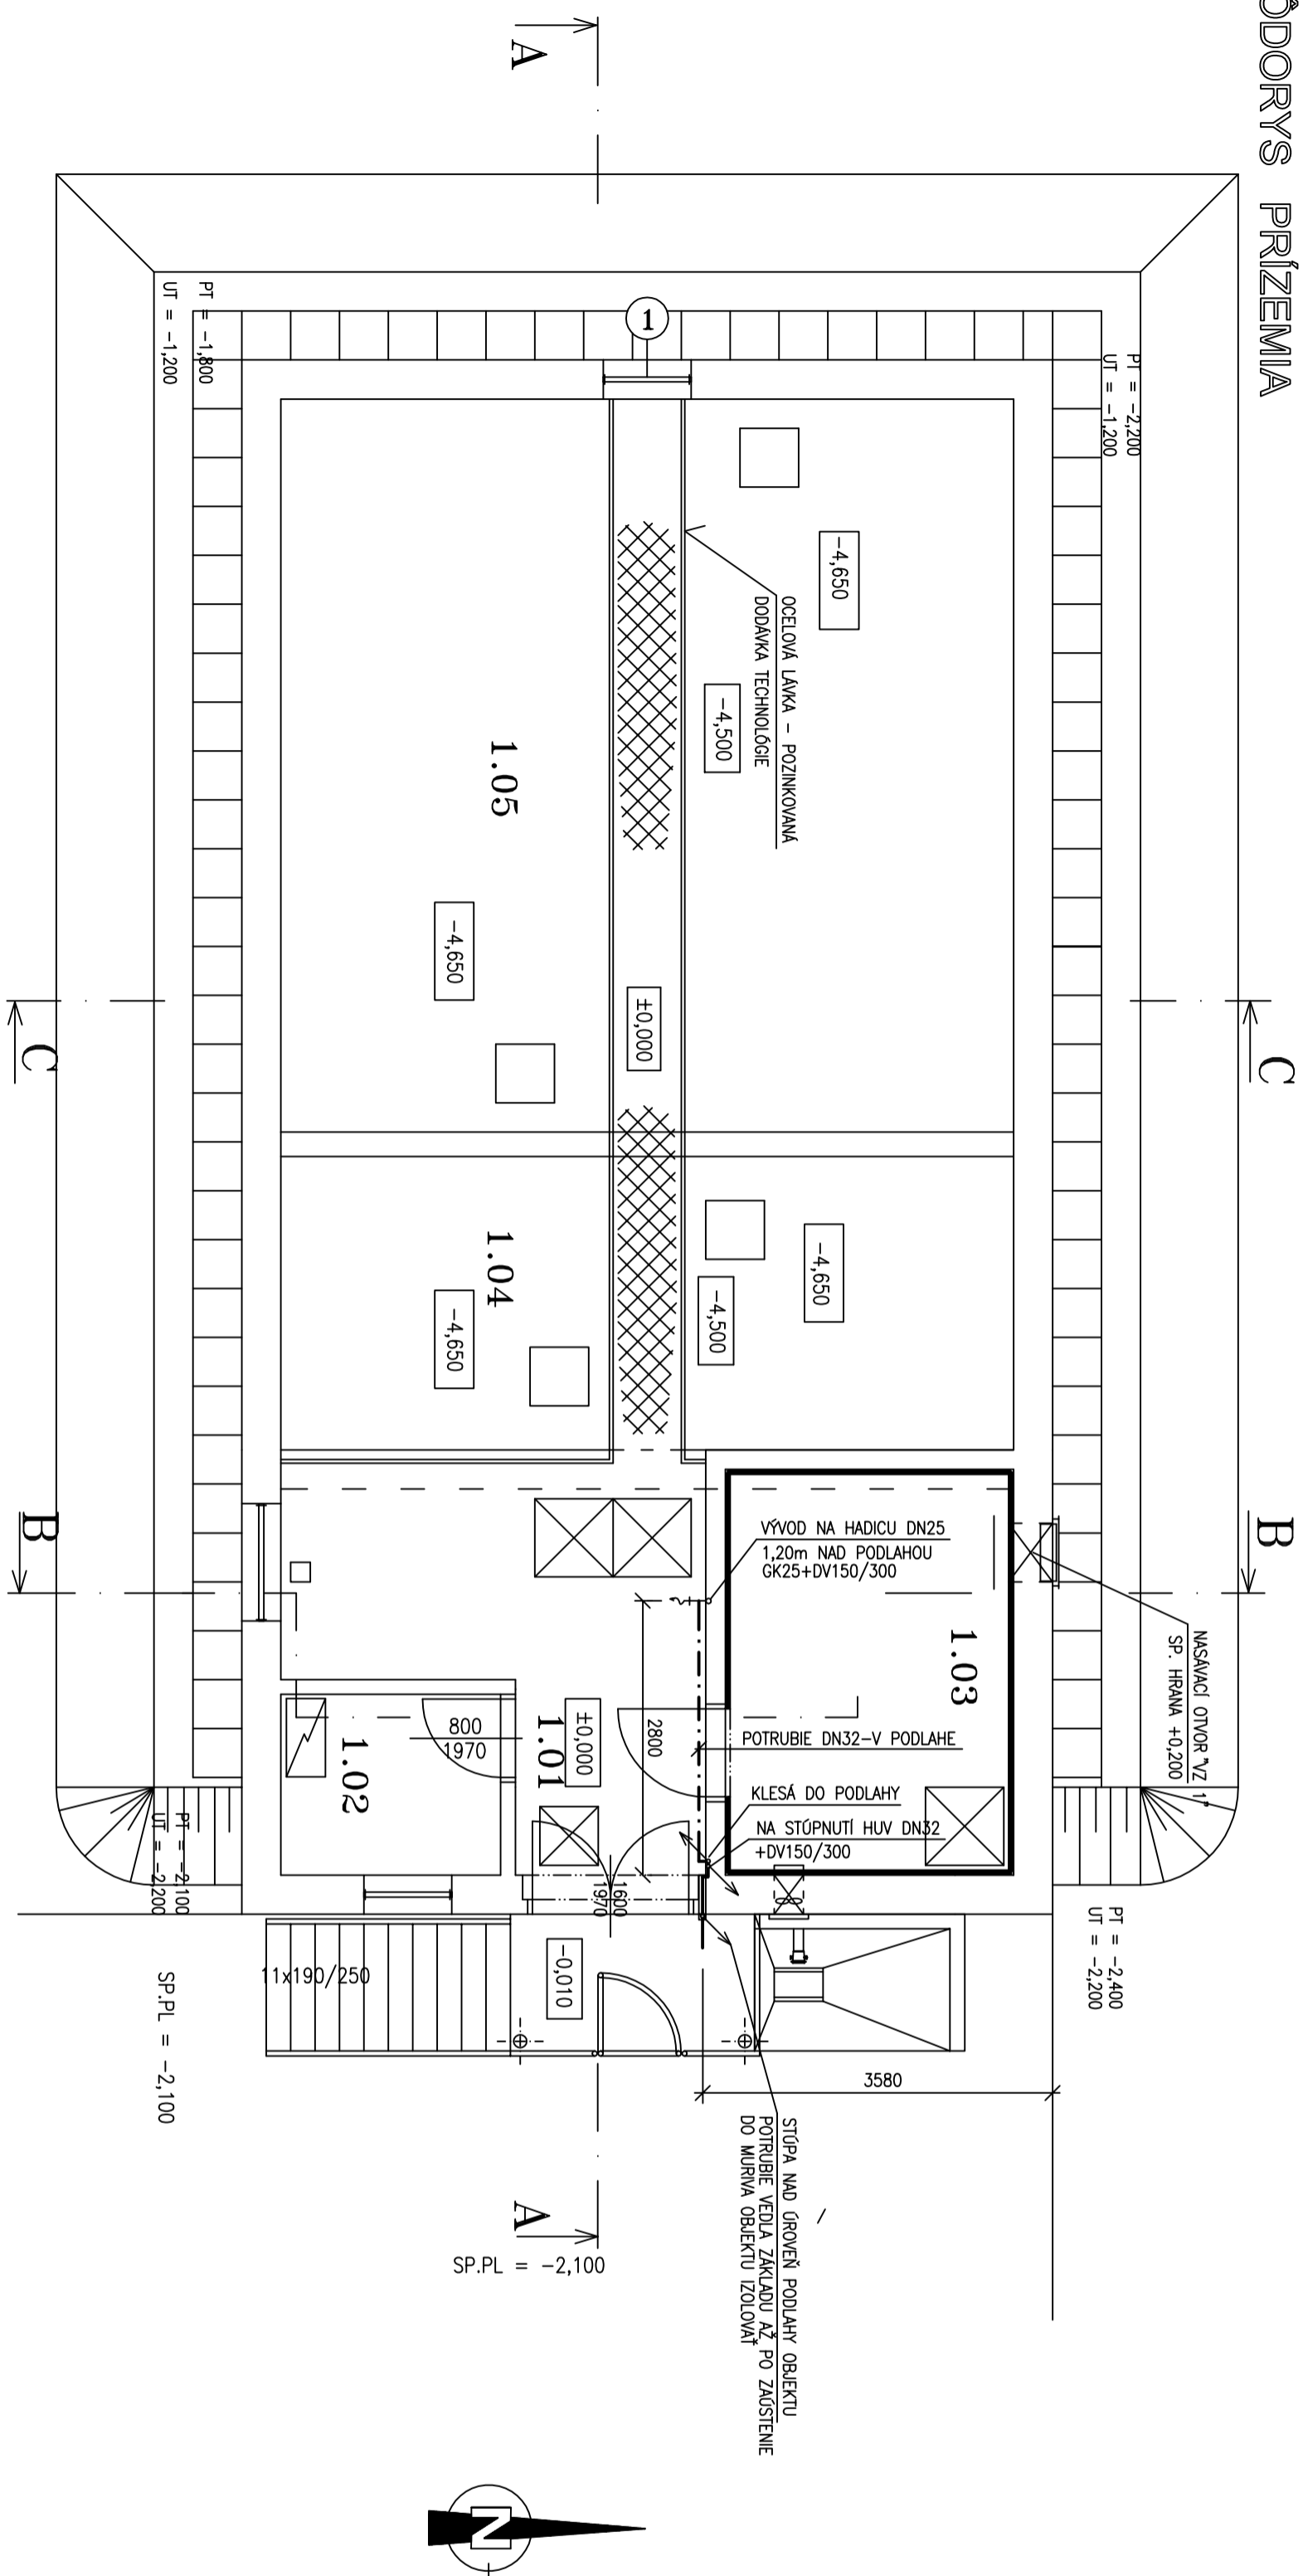 ÔDORYS PRÍZEMIA
A
PT = -1,800
UT = -1,200
1
PT = -2,200
UT = -1,200
-4,650
OCELOVÁ LÁVKA - POZINKOVANÁ
DODÁVKA TECHNOLÓGIE
-4,500
1.05
-4,650
±0,000
C
C
1.04
-4,650
-4,650
-4,500
B
B
VÝVOD NA HADICU DN25
1,20m NAD PODLAHOU
GK25+DV150/300
NASÁVACÍ OTVOR "VZ 1"
SP. HRANA +0,200
1.03
2800
POTRUBIE DN32-V PODLAHE
KLESÁ DO PODLAHY
NA STÚPNUTÍ HUV DN32
+DV150/300
±0,000
1.01
800
1970
1.02
1600
1970
PT = -2,100
UT = -2,200
PT = -2,400
UT = -2,200
-0,010
11x190/250
SP.PL = -2,100
3580
STÚPA NAD ÚROVEŇ PODLAHY OBJEKTU
POTRUBIE VEDLA ZÁKLADU AŽ PO ZAÚSTENIE
DO MURIVA OBJEKTU IZOLOVAŤ
A
SP.PL = -2,100
N